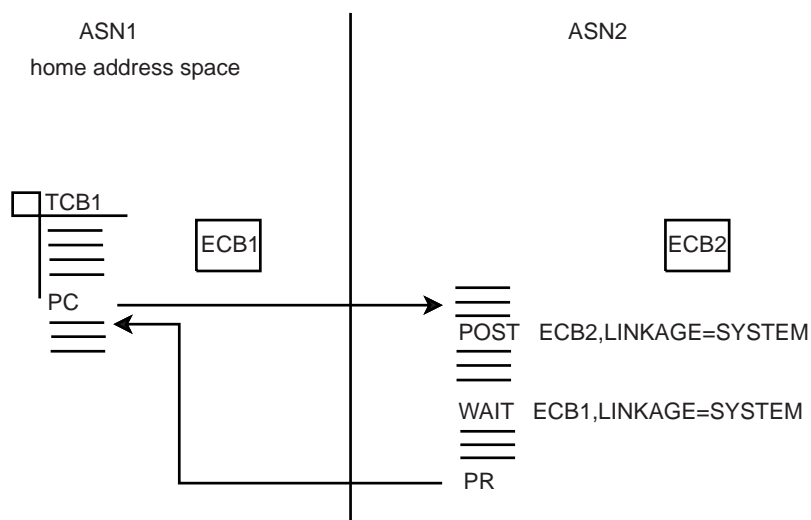 ASN1
home address space
ASN2
TCB1
ECB1
ECB2
PC
POST ECB2,LINKAGE=SYSTEM
WAIT ECB1,LINKAGE=SYSTEM
PR